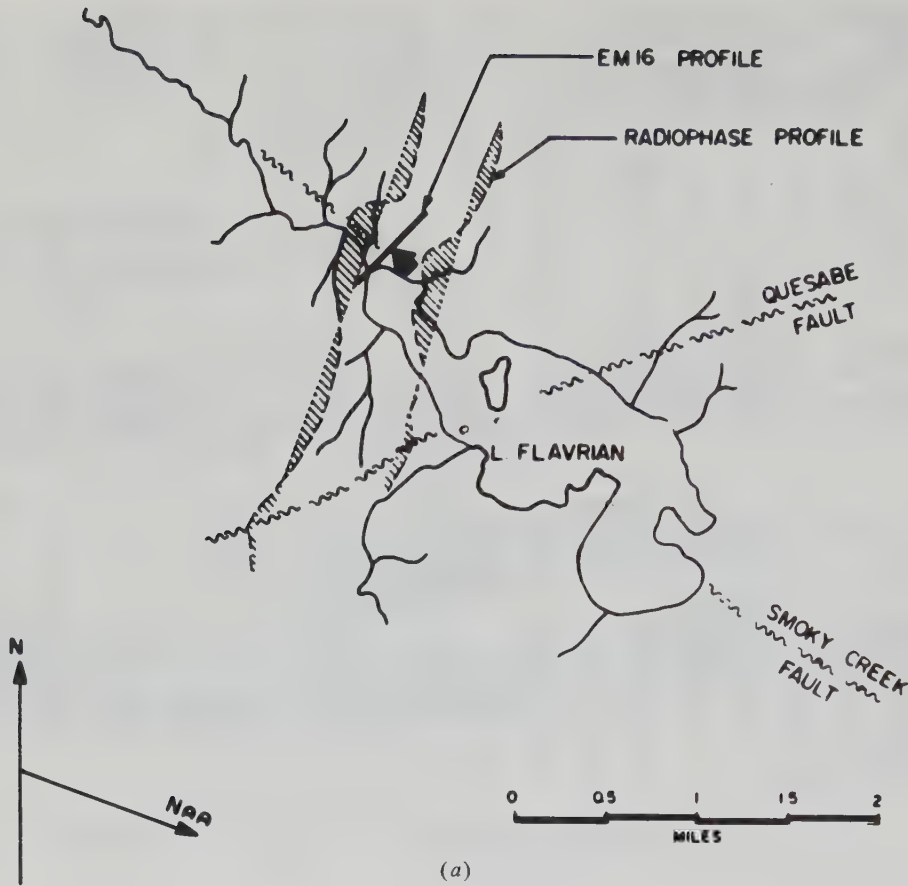 EM16 PROFILE
RADIOPHASE PROFILE
QUESABE
FAULT
L. FLAVRIAN
SMOKY CREEK
FAULT
N
NAA
0 0.5 1 1.5 2
MILES
(a)